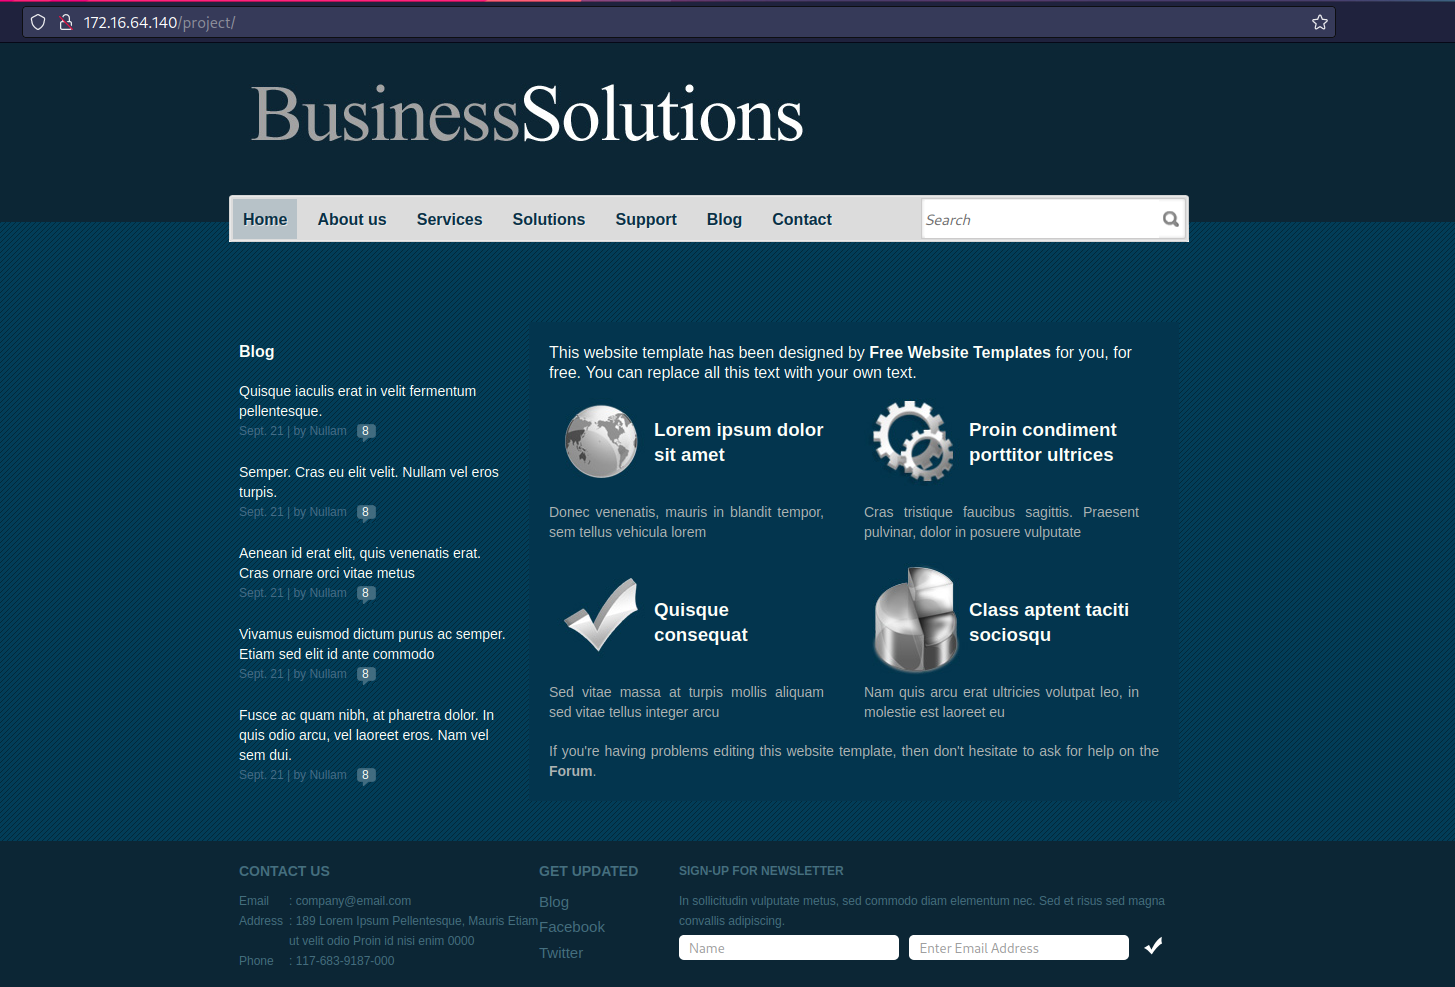 172.16.64.140/project/
BusinessSolutions
Home About us Services Solutions Support Blog Contact Search
Blog
Quisque iaculis erat in velit fermentum
pellentesque.
Sept. 21 | by Nullam 8
Semper. Cras eu elit velit. Nullam vel eros
turpis.
Sept. 21 | by Nullam 8
Aenean id erat elit, quis venenatis erat.
Cras ornare orci vitae metus
Sept. 21 | by Nullam 8
Vivamus euismod dictum purus ac semper.
Etiam sed elit id ante commodo
Sept. 21 | by Nullam 8
Fusce ac quam nibh, at pharetra dolor. In
quis odio arcu, vel laoreet eros. Nam vel
sem dui.
Sept. 21 | by Nullam 8
This website template has been designed by Free Website Templates for you, for
free. You can replace all this text with your own text.
Lorem ipsum dolor
sit amet
Donec venenatis, mauris in blandit tempor,
sem tellus vehicula lorem
Proin condiment
porttitor ultrices
Cras tristique faucibus sagittis. Praesent
pulvinar, dolor in posuere vulputate
Quisque
consequat
Sed vitae massa at turpis mollis aliquam
sed vitae tellus integer arcu
Class aptent taciti
sociosqu
Nam quis arcu erat ultricies volutpat leo, in
molestie est laoreet eu
If you're having problems editing this website template, then don't hesitate to ask for help on the
Forum.
CONTACT US
Email : company@email.com
Address : 189 Lorem Ipsum Pellentesque, Mauris Etiam
ut velit odio Proin id nisi enim 0000
Phone : 117-683-9187-000
GET UPDATED
Blog
Facebook
Twitter
SIGN-UP FOR NEWSLETTER
In sollicitudin vulputate metus, sed commodo diam elementum nec. Sed et risus sed magna
convallis adipiscing.
Name Enter Email Address